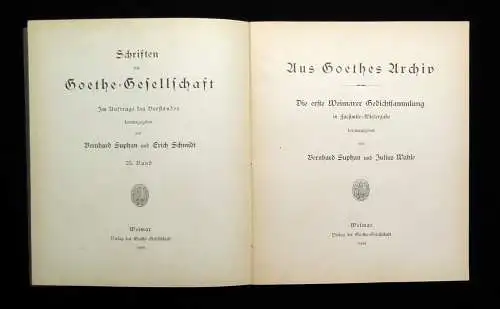 Schriften
der
Goethe-Gesellschaft
Im Auftrage des Vorstandes
herausgegeben
von
Bernhard Suphan und Erich Schmidt
23. Band
Weimar
Verlag der Goethe-Gesellschaft
Aus Goethes Archiv
Die erste Weimarer Gedichtsammlung
in Facsimile-Wiedergabe
herausgegeben
von
Bernhard Suphan und Julius Wahle
Weimar
Verlag der Goethe-Gesellschaft